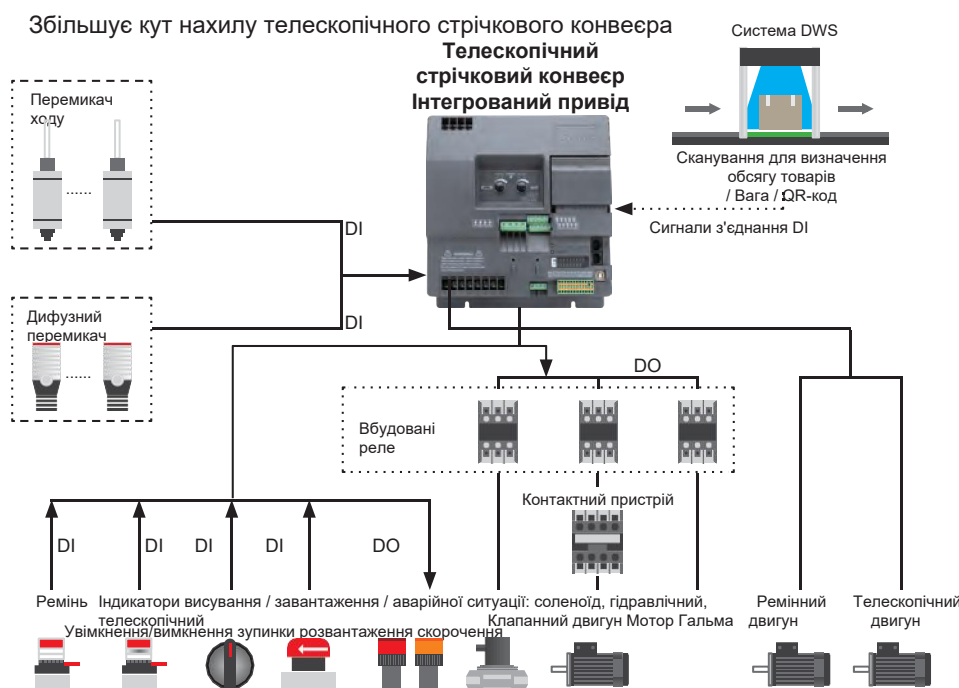 Збільшує кут нахилу телескопічного стрічкового конвеєра
Телескопічний
стрічковий конвеєр
Інтегрований привід
Система DWS
Перемикач
ходу
......
Сканування для визначення
обсягу товарів
/ Вага / QR-код
Сигнали з'єднання DI
DI
Дифузний
перемикач
......
DI
DO
Вбудовані
реле
Контактний пристрій
DI
DI
DI
DI
DO
Ремінь
Індикатори висування / завантаження / аварійної ситуації: соленоїд, гідравлічний,
телескопічний
Клапанний двигун Мотор Гальма
Увімкнення/вимкнення зупинки розвантаження скорочення
Ремінний
двигун
Телескопічний
двигун